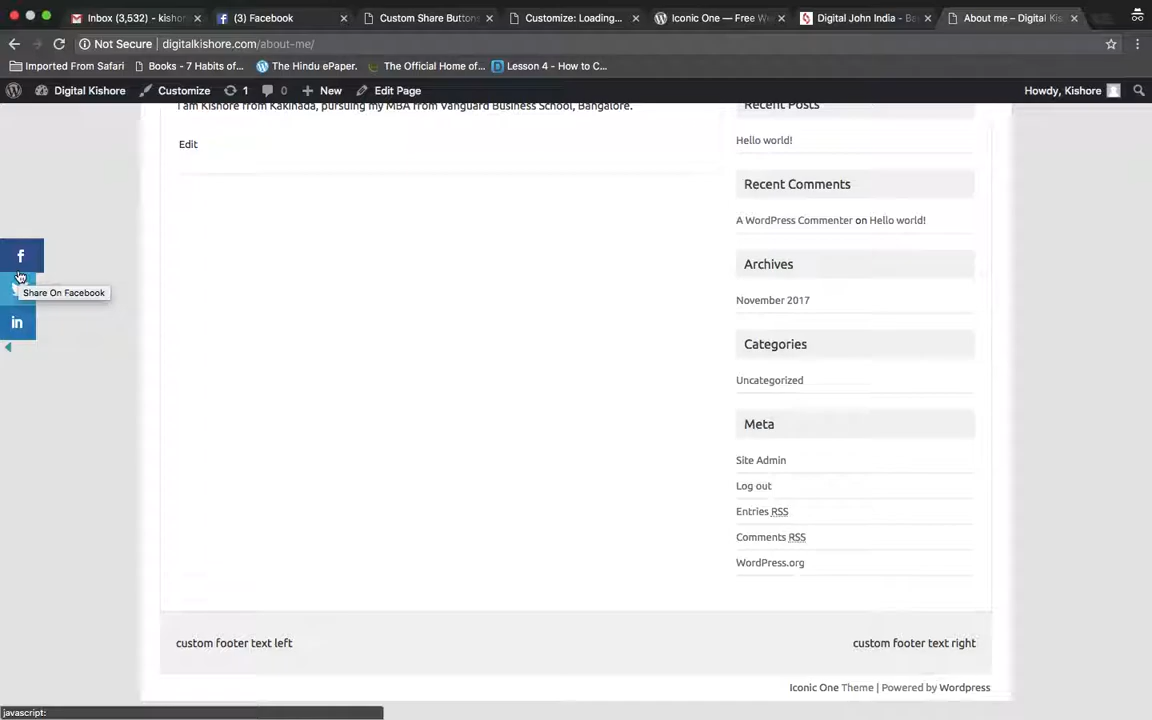 Inbox (3,532) - kishor
(3) Facebook
Custom Share Button
Customize: Loading...
Iconic One — Free W
Digital John India - Ba
About me – Digital Kis
Not Secure digitalkishore.com/about-me/
Imported From Safari
Books - 7 Habits of...
The Hindu ePaper.
The Official Home of...
Lesson 4 - How to C...
Digital Kishore
Customize
1
0
New
Edit Page
Howdy, Kishore
I am Kishore from Kakinada, pursuing my MBA from Vanguard Business School, Bangalore.
Edit
f
Share On Facebook
in
Recent Posts
Hello world!
Recent Comments
A WordPress Commenter on Hello world!
Archives
November 2017
Categories
Uncategorized
Meta
Site Admin
Log out
Entries RSS
Comments RSS
WordPress.org
custom footer text left
custom footer text right
Iconic One Theme | Powered by Wordpress
javascript: